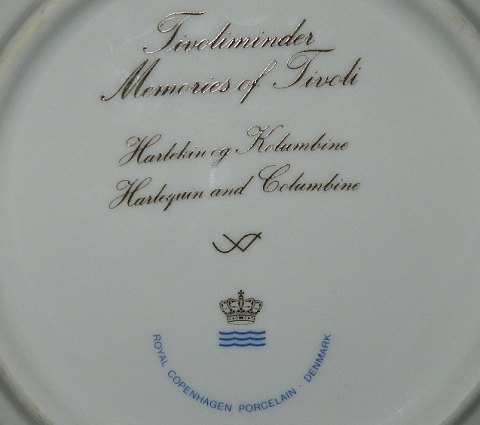 Tivoliminder
Memories of Tivoli
Harlekin og Kolumbine
Harlequin and Columbine
ROYAL COPENHAGEN PORCELAIN · DENMARK